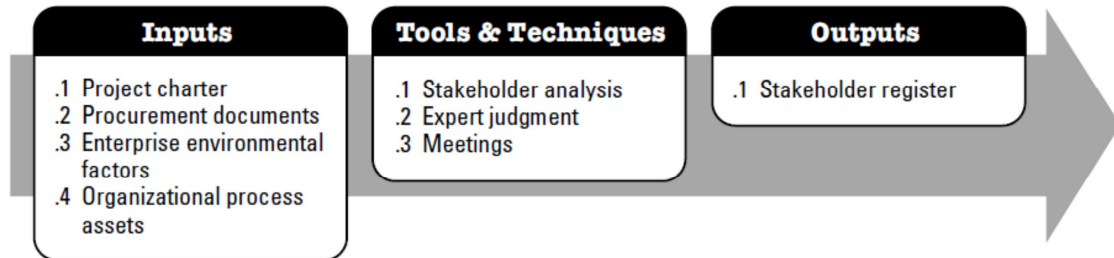 Inputs
.1 Project charter
.2 Procurement documents
.3 Enterprise environmental
factors
.4 Organizational process
assets
Tools & Techniques
.1 Stakeholder analysis
.2 Expert judgment
.3 Meetings
Outputs
.1 Stakeholder register